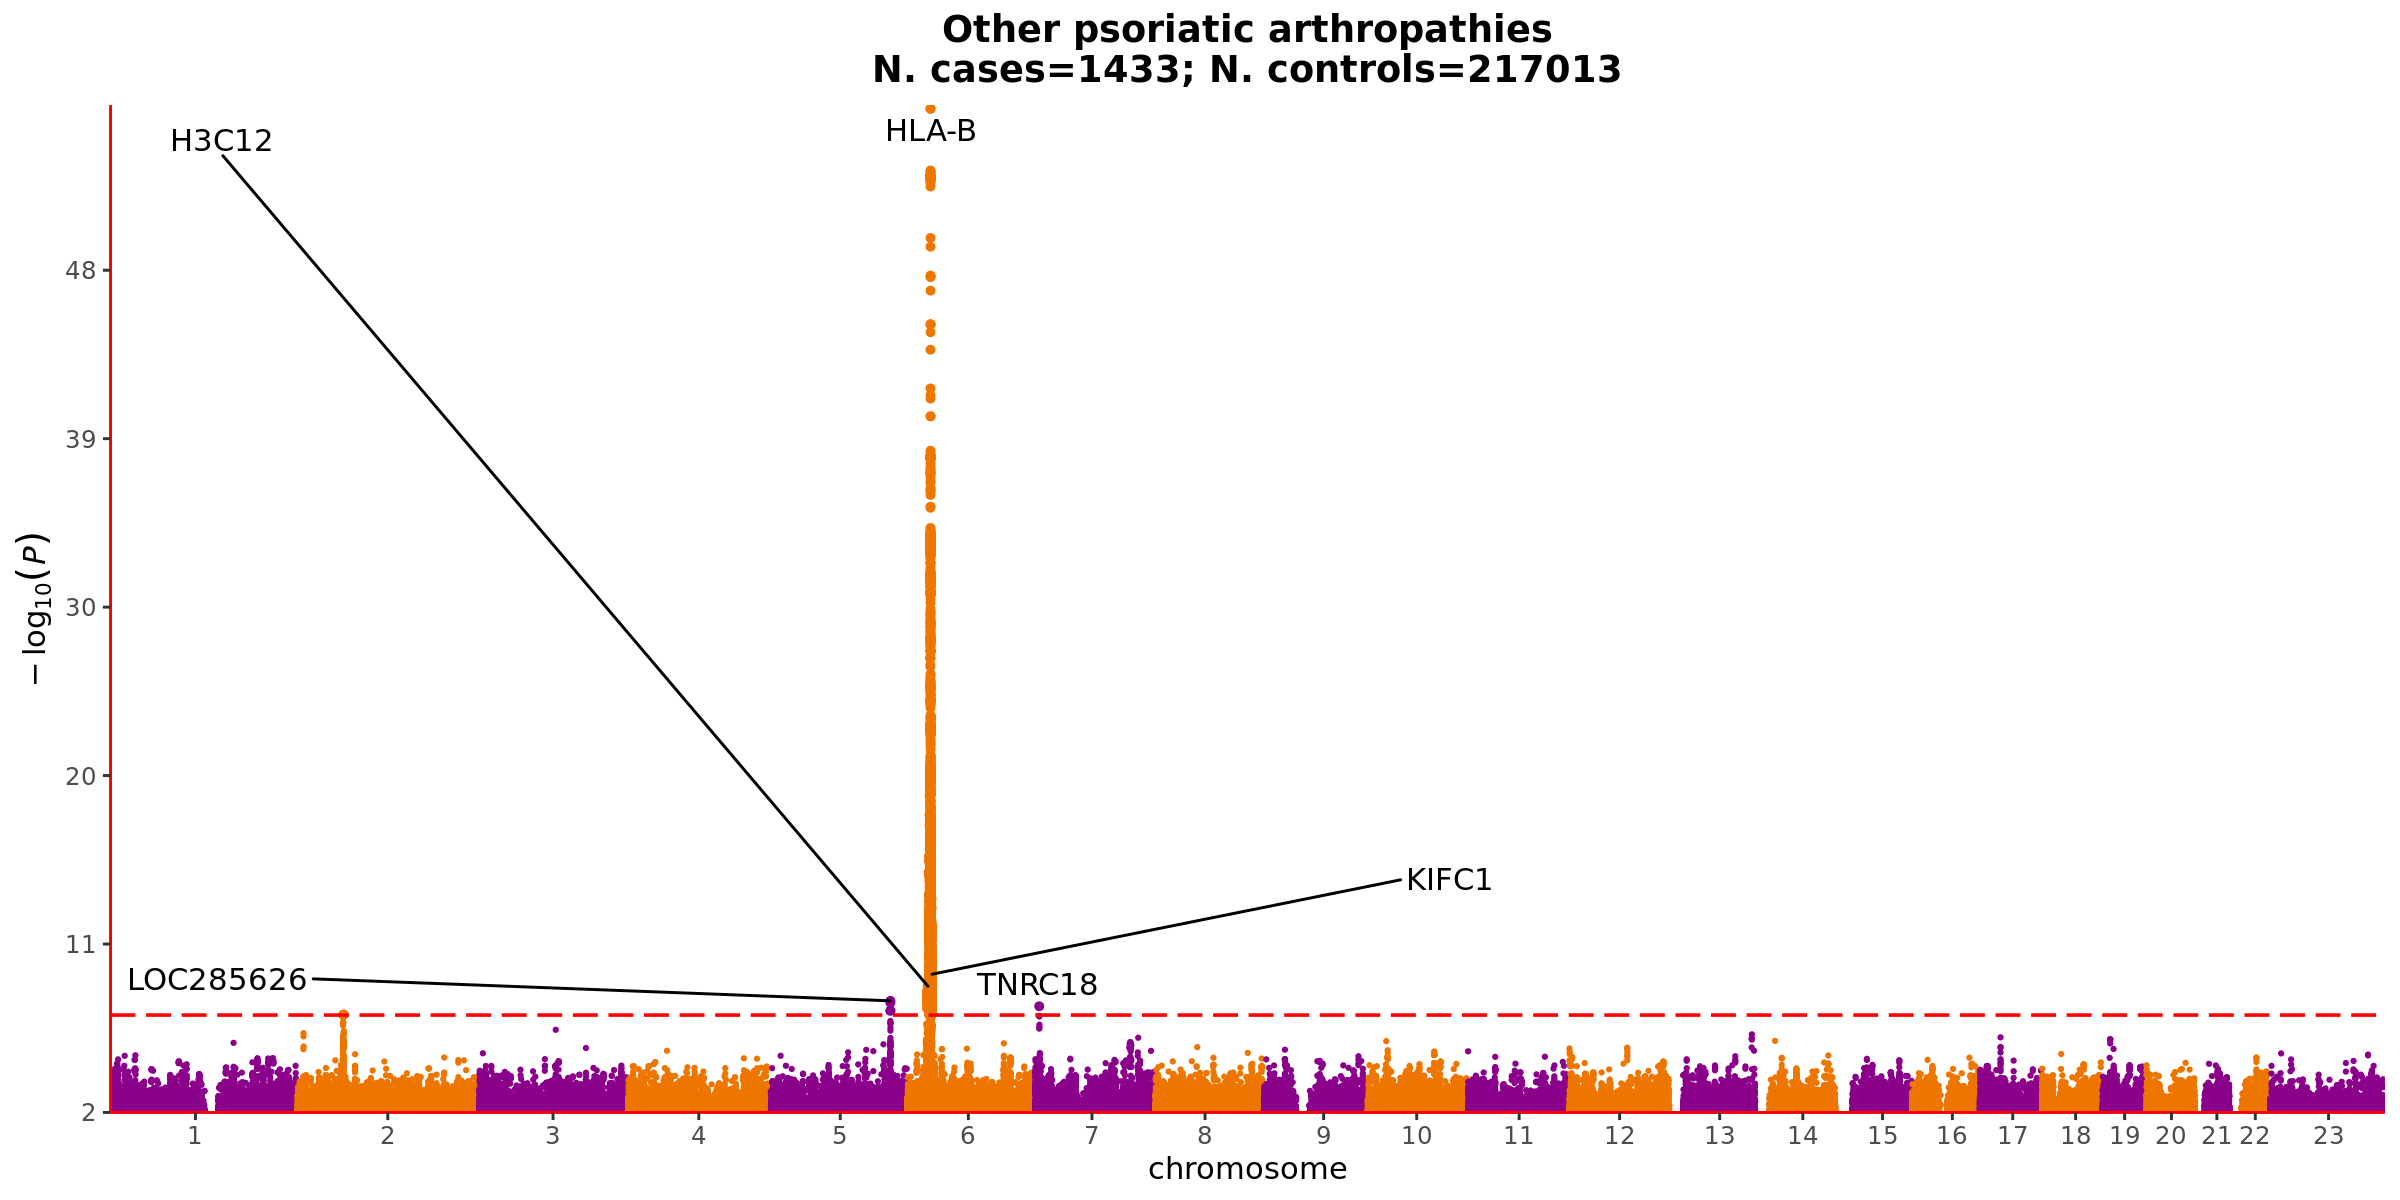 Other psoriatic arthropathies
N. cases=1433; N. controls=217013
H3C12
HLA-B
KIFC1
LOC285626
TNRC18
−log10(P)
48
39
30
20
11
2
1 2 3 4 5 6 7 8 9 10 11 12 13 14 15 16 17 18 19 20 21 22 23
chromosome